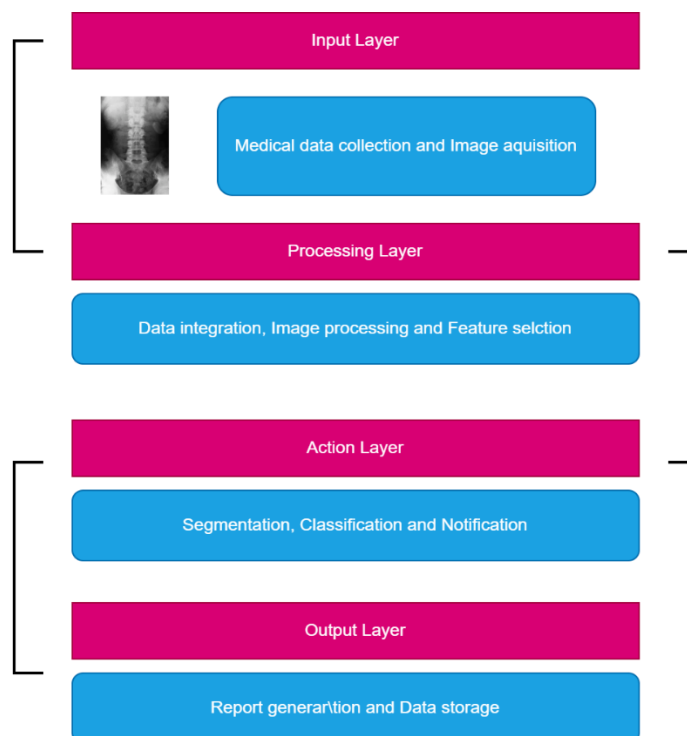 Input Layer
Medical data collection and Image aquisition
Processing Layer
Data integration, Image processing and Feature selction
Action Layer
Segmentation, Classification and Notification
Output Layer
Report generar\tion and Data storage